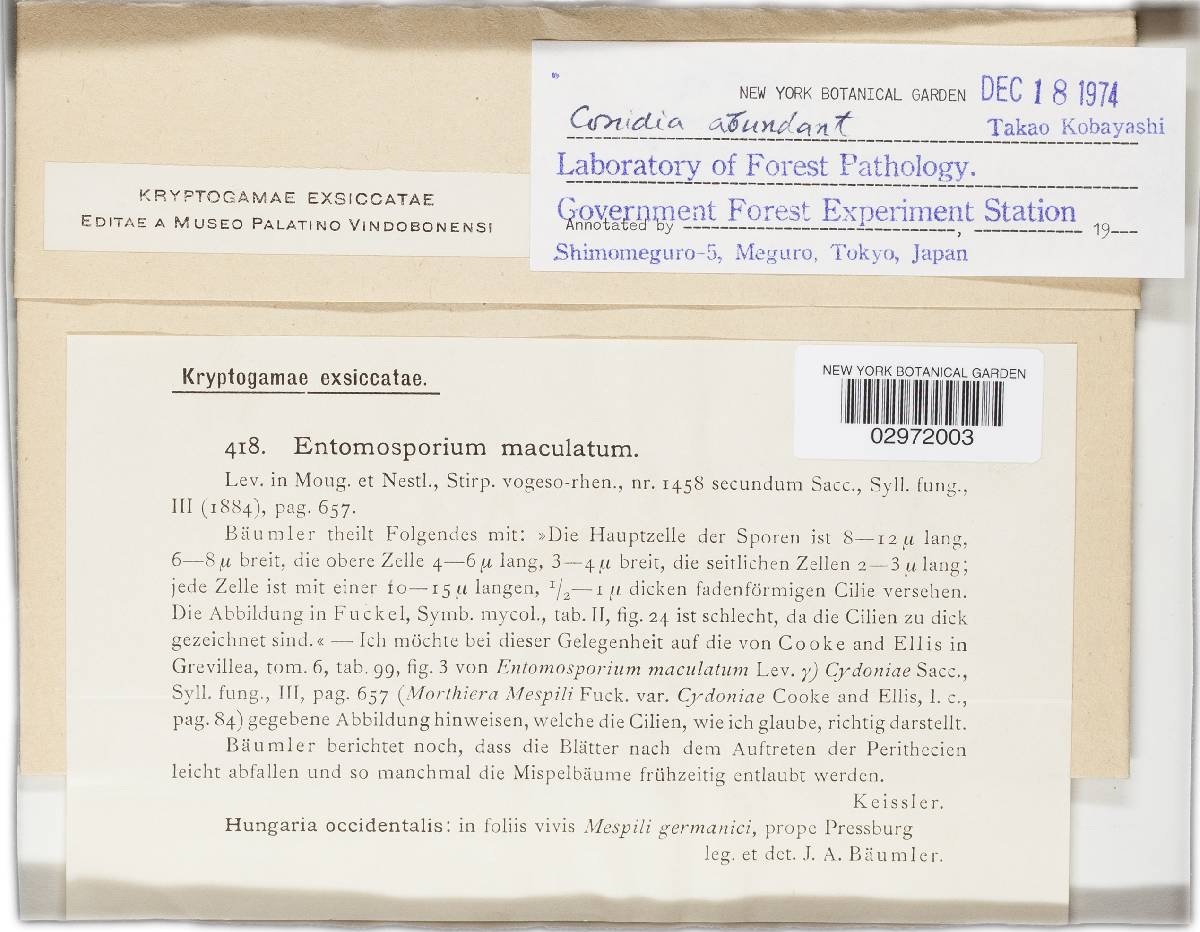 NEW YORK BOTANICAL GARDEN DEC 18 1974
Conidia abundant Takao Kobayashi
Laboratory of Forest Pathology.
Government Forest Experiment Station
Annotated by , 19
Shimomeguro-5, Meguro, Tokyo, Japan
KRYPTOGAMAE EXSICCATAE
EDITAE A MUSEO PALATINO VINDOBONENSI
NEW YORK BOTANICAL GARDEN
02972003
Kryptogamae exsiccatae.
418. Entomosporium maculatum.
Lev. in Moug. et Nestl., Stirp. vogeso-rhen., nr. 1458 secundum Sacc., Syll. fung.,
III (1884), pag. 657.
Bäumler theilt Folgendes mit: »Die Hauptzelle der Sporen ist 8—12 μ lang,
6—8 μ breit, die obere Zelle 4—6 μ lang, 3—4 μ breit, die seitlichen Zellen 2—3 μ lang;
jede Zelle ist mit einer 10—15 μ langen, 1/2—1 μ dicken fadenförmigen Cilie versehen.
Die Abbildung in Fuckel, Symb. mycol., tab. II, fig. 24 ist schlecht, da die Cilien zu dick
gezeichnet sind.« — Ich möchte bei dieser Gelegenheit auf die von Cooke and Ellis in
Grevillea, tom. 6, tab. 99, fig. 3 von Entomosporium maculatum Lev. γ) Cydoniae Sacc.,
Syll. fung., III, pag. 657 (Morthiera Mespili Fuck. var. Cydoniae Cooke and Ellis, l. c.,
pag. 84) gegebene Abbildung hinweisen, welche die Cilien, wie ich glaube, richtig darstellt.
Bäumler berichtet noch, dass die Blätter nach dem Auftreten der Perithecien
leicht abfallen und so manchmal die Mispelbäume frühzeitig entlaubt werden.
Keissler.
Hungaria occidentalis: in foliis vivis Mespili germanici, prope Pressburg
leg. et det. J. A. Bäumler.